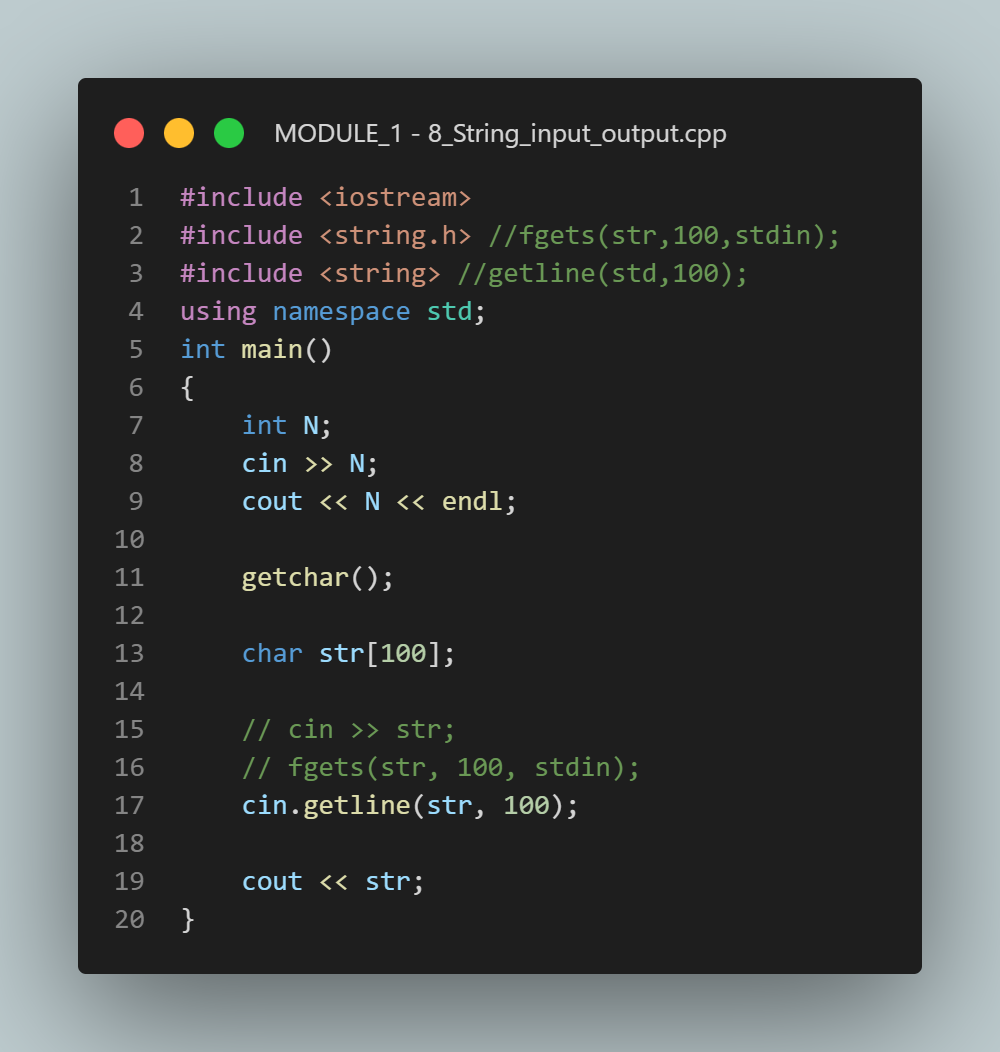 MODULE_1 - 8_String_input_output.cpp
1 #include <iostream>
2 #include <string.h> //fgets(str,100,stdin);
3 #include <string> //getline(std,100);
4 using namespace std;
5 int main()
6 {
7     int N;
8     cin >> N;
9     cout << N << endl;
10
11     getchar();
12
13     char str[100];
14
15     // cin >> str;
16     // fgets(str, 100, stdin);
17     cin.getline(str, 100);
18
19     cout << str;
20 }